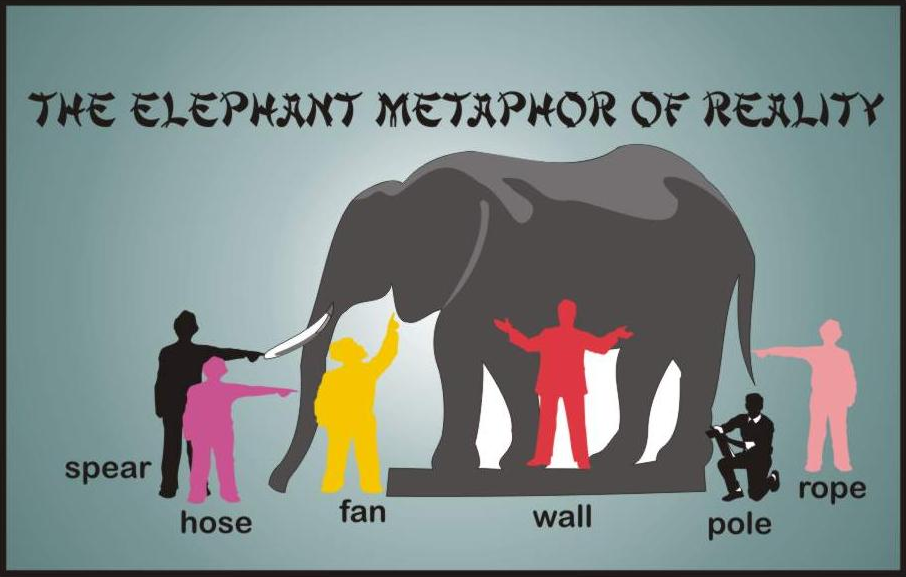 THE ELEPHANT METAPHOR OF REALITY
spear
hose
fan
wall
pole
rope